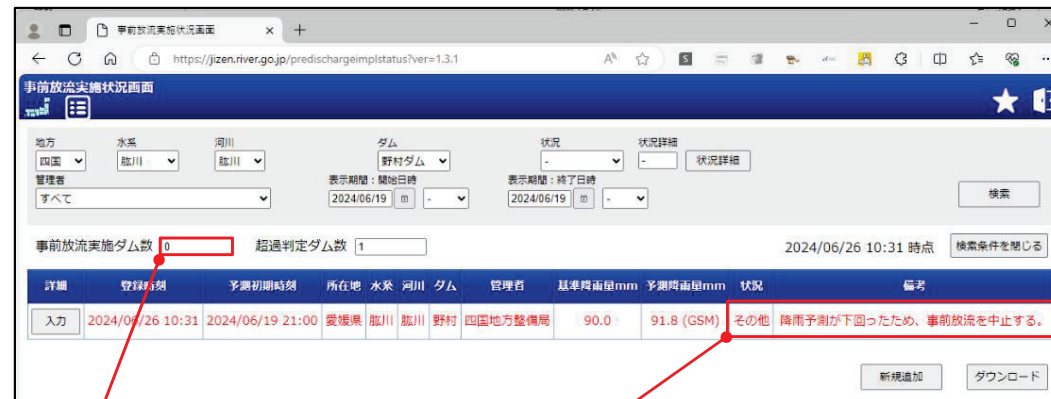 事前放流実施状況画面
https://jizen.river.go.jp/predischargeimplstatus?ver=1.3.1
事前放流実施状況画面
地方 水系 河川 ダム 状況 状況詳細
四国 肱川 肱川 野村ダム - - 状況詳細
管理者 表示期間：開始日時 表示期間：終了日時
すべて 2024/06/19 - 2024/06/19 - 検索
事前放流実施ダム数 0 超過判定ダム数 1 2024/06/26 10:31 時点 検索条件を閉じる
詳細 登録時刻 予測初期時刻 所在地 水系 河川 ダム 管理者 基準降雨量mm 予測降雨量mm 状況 備考
入力 2024/06/26 10:31 2024/06/19 21:00 愛媛県 肱川 肱川 野村 四国地方整備局 90.0 91.8 (GSM) その他 降雨予測が下回ったため、事前放流を中止する。
新規追加 ダウンロード